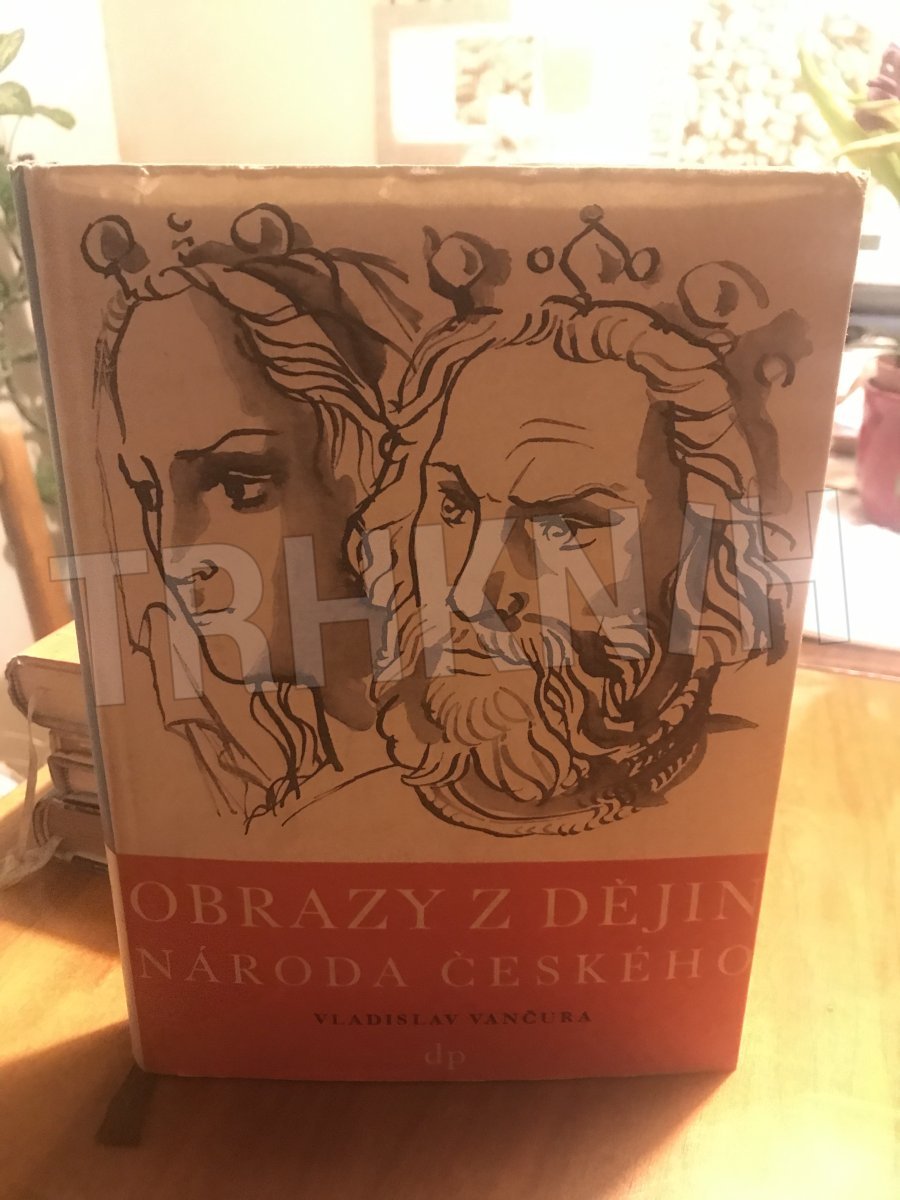 TRHKNIH
OBRAZY Z DĚJIN
NÁRODA ČESKÉHO
VLADISLAV VANČURA
dp